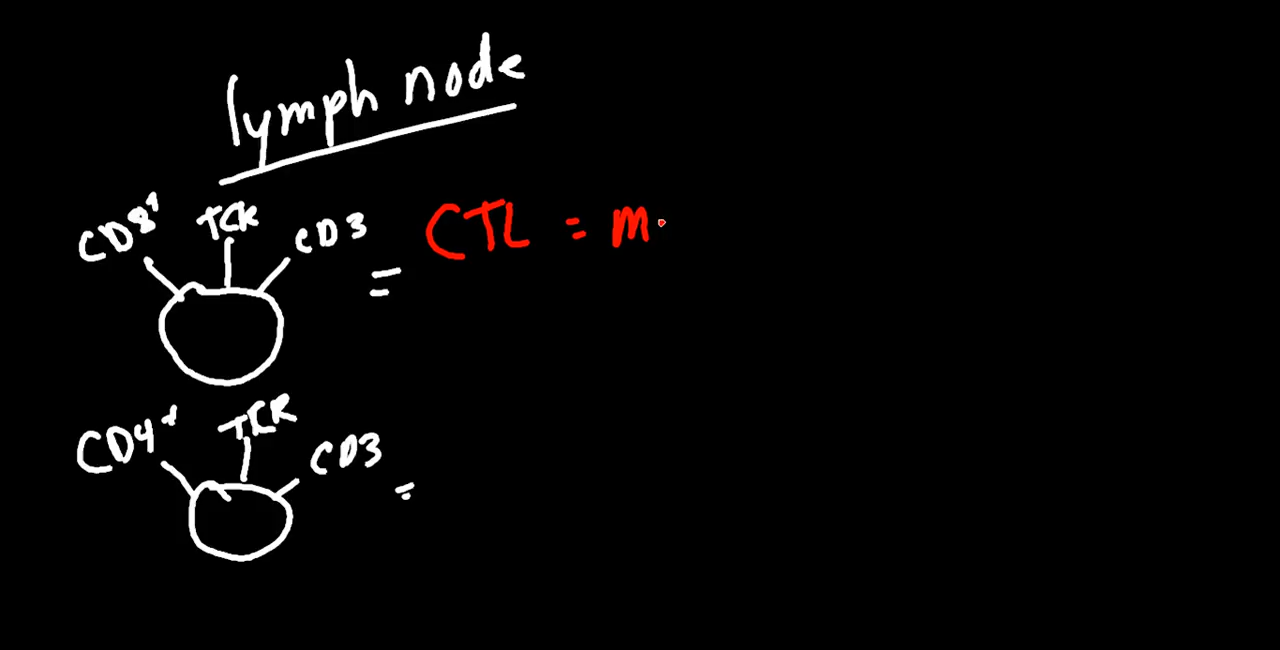 lymph node
CD8+ TCR CD3 = CTL = m
CD4+ TCR CD3 =